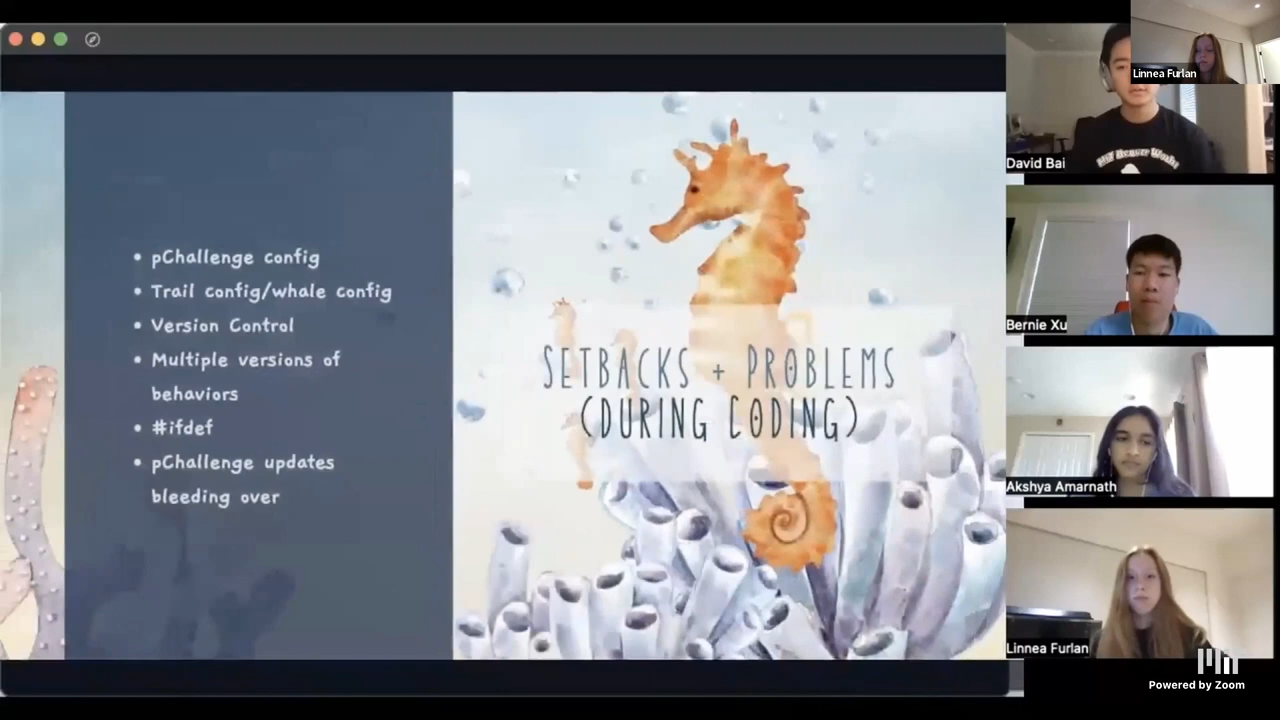 • pChallenge config
• Trail config/whale config
• Version Control
• Multiple versions of
behaviors
• #ifdef
• pChallenge updates
bleeding over
SETBACKS + PROBLEMS
(DURING CODING)
Linnea Furlan
David Bai
Bernie Xu
Akshya Amarnath
Linnea Furlan
Powered by Zoom